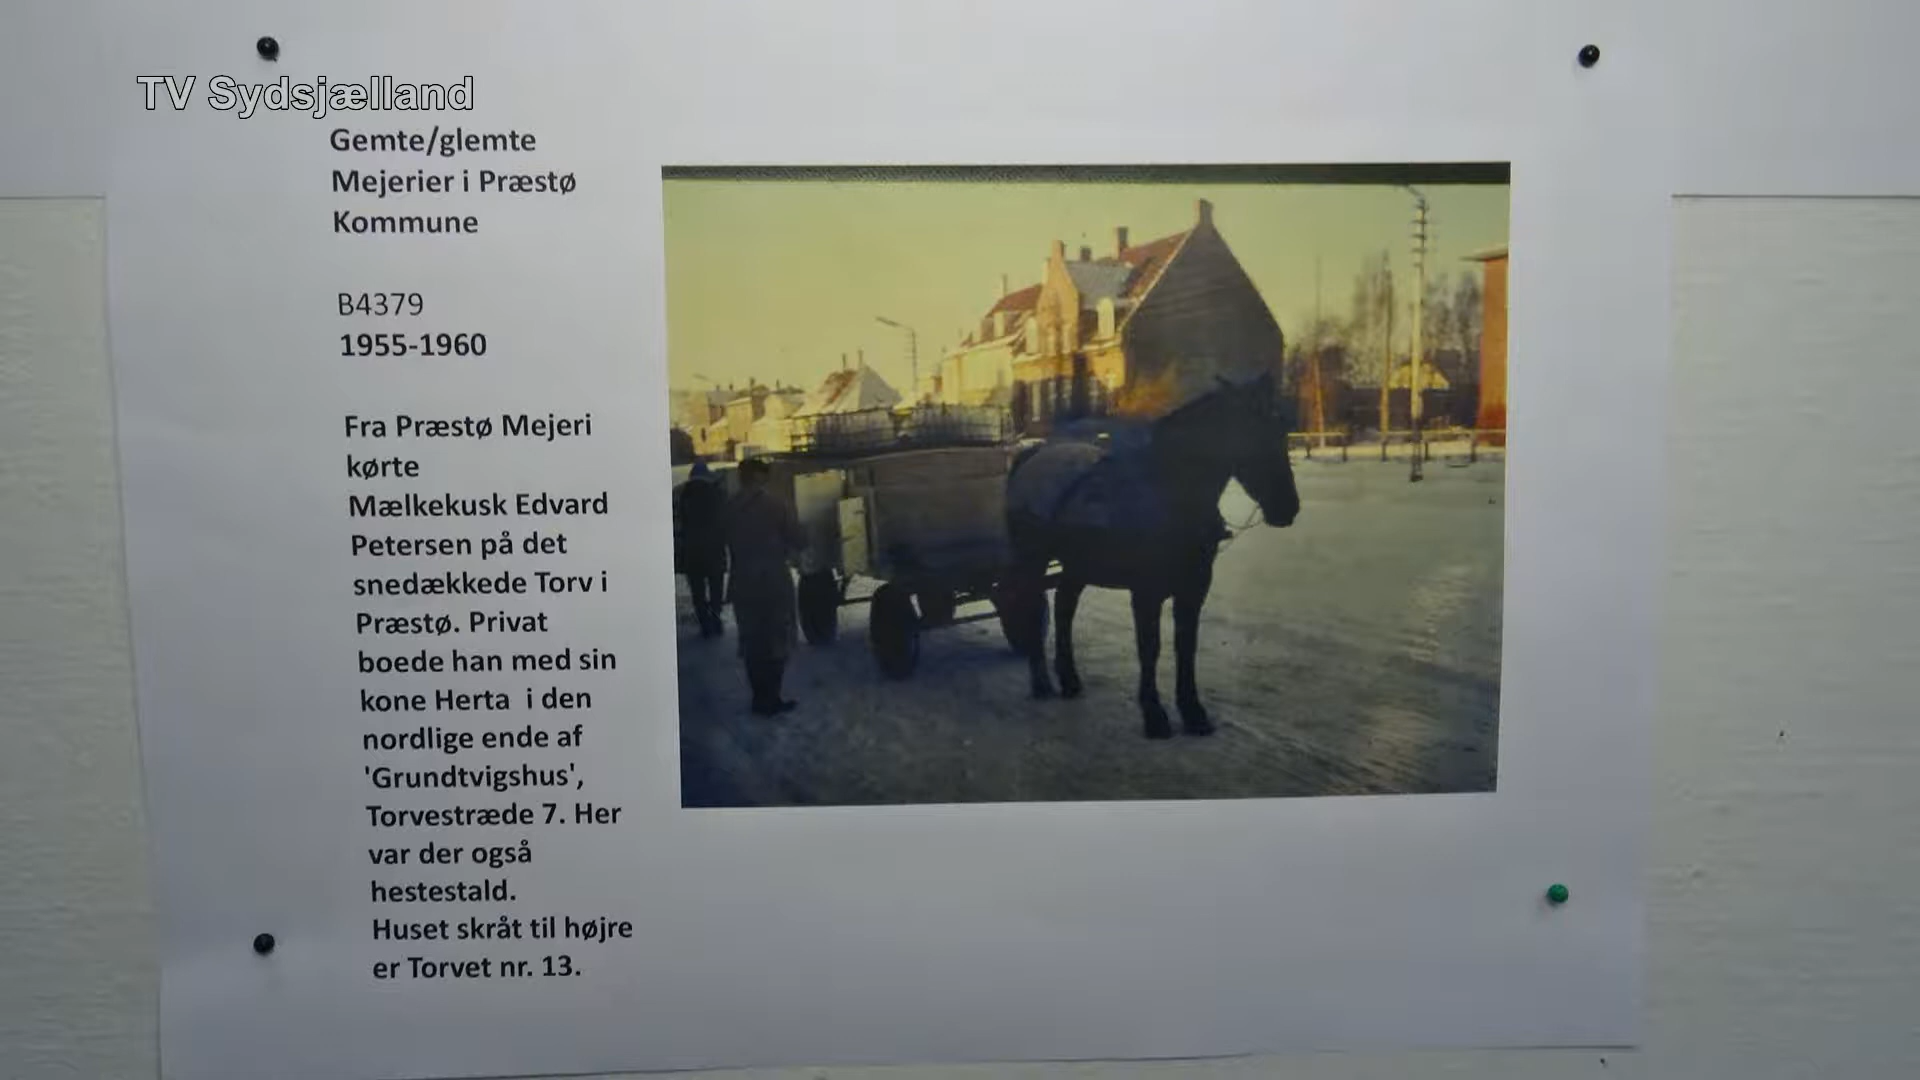 TV Sydsjælland
Gemte/glemte
Mejerier i Præstø
Kommune
B4379
1955-1960
Fra Præstø Mejeri
kørte
Mælkekusk Edvard
Petersen på det
snedækkede Torv i
Præstø. Privat
boede han med sin
kone Herta i den
nordlige ende af
'Grundtvigshus',
Torvestræde 7. Her
var der også
hestestald.
Huset skråt til højre
er Torvet nr. 13.